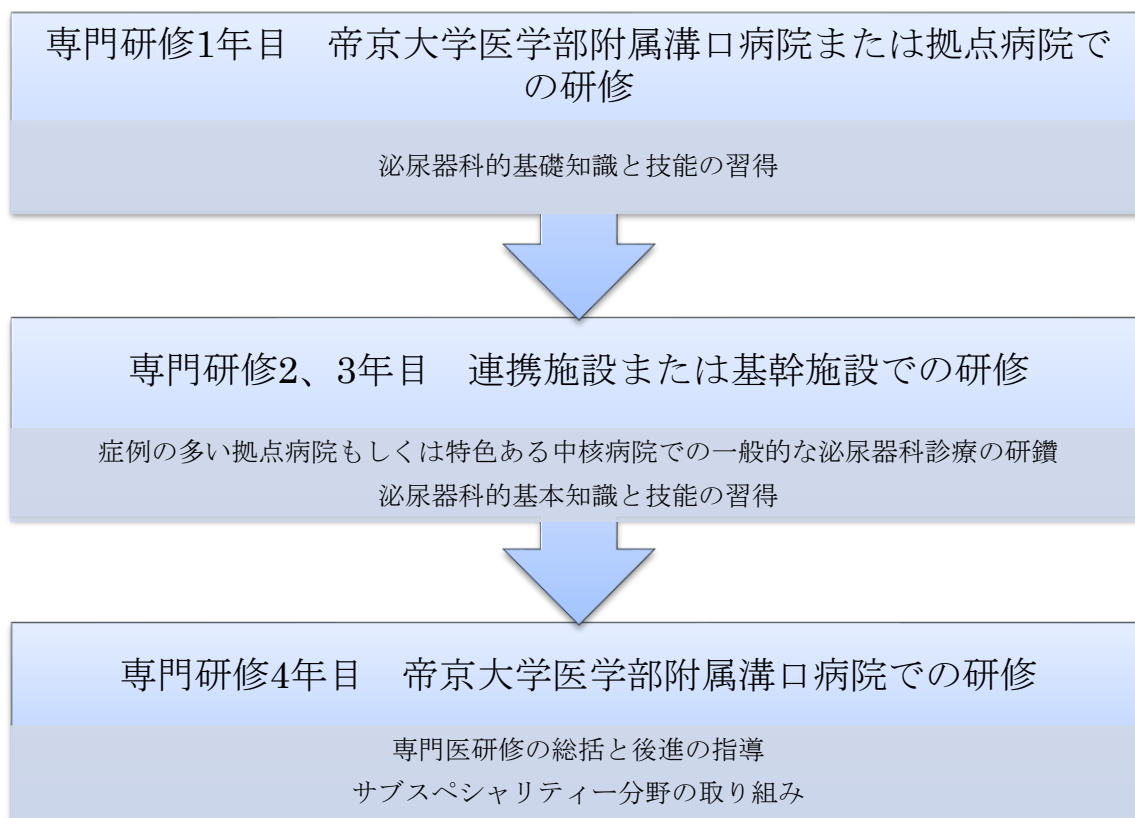 専門研修1年目　帝京大学医学部附属溝口病院または拠点病院で
の研修
泌尿器科的基礎知識と技能の習得
専門研修2、3年目　連携施設または基幹施設での研修
症例の多い拠点病院もしくは特色ある中核病院での一般的な泌尿器科診療の研鑽
泌尿器科的基本知識と技能の習得
専門研修4年目　帝京大学医学部附属溝口病院での研修
専門医研修の総括と後進の指導
サブスペシャリティー分野の取り組み